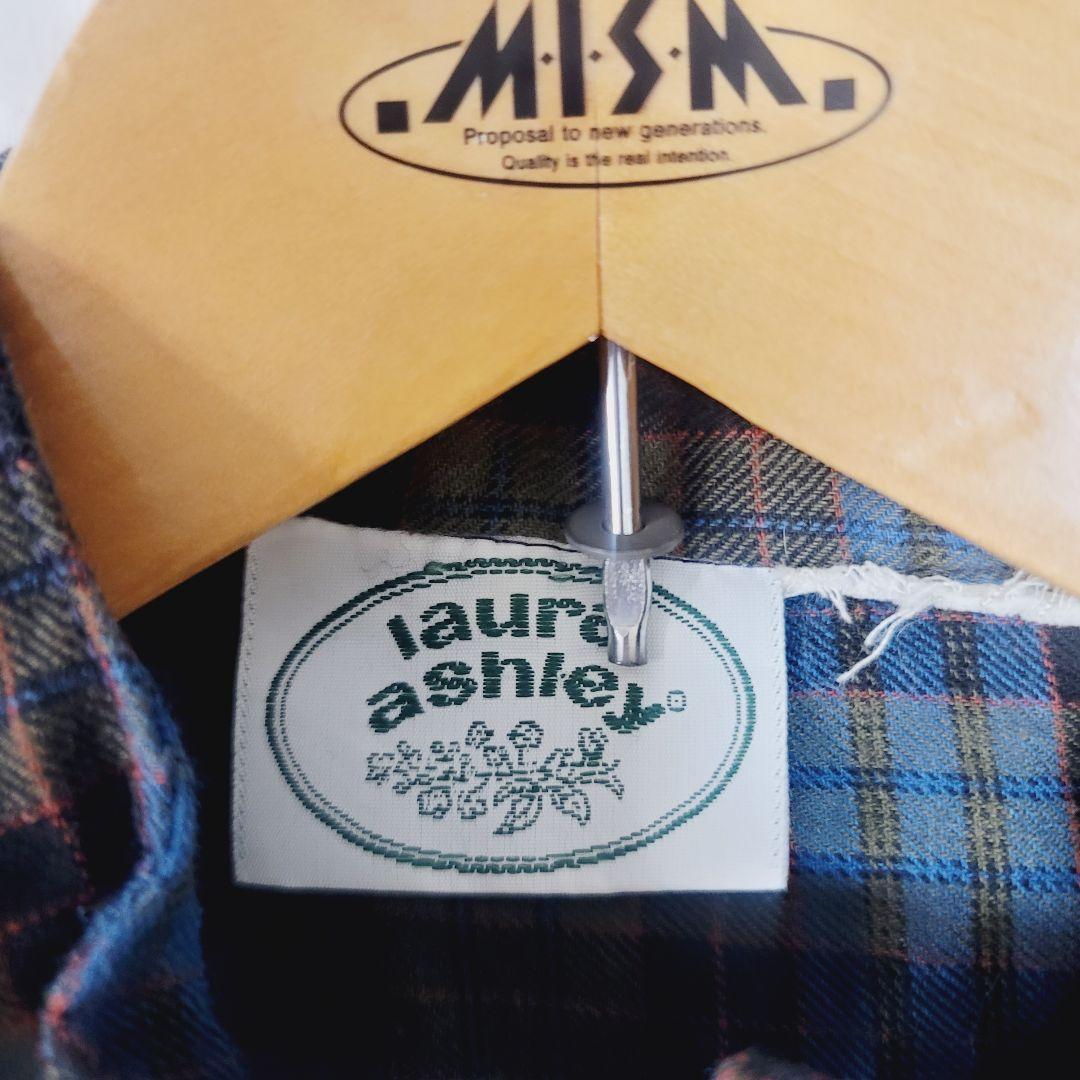 M·I·S·M
Proposal to new generations.
Quality is the real intention.
laura
ashley®